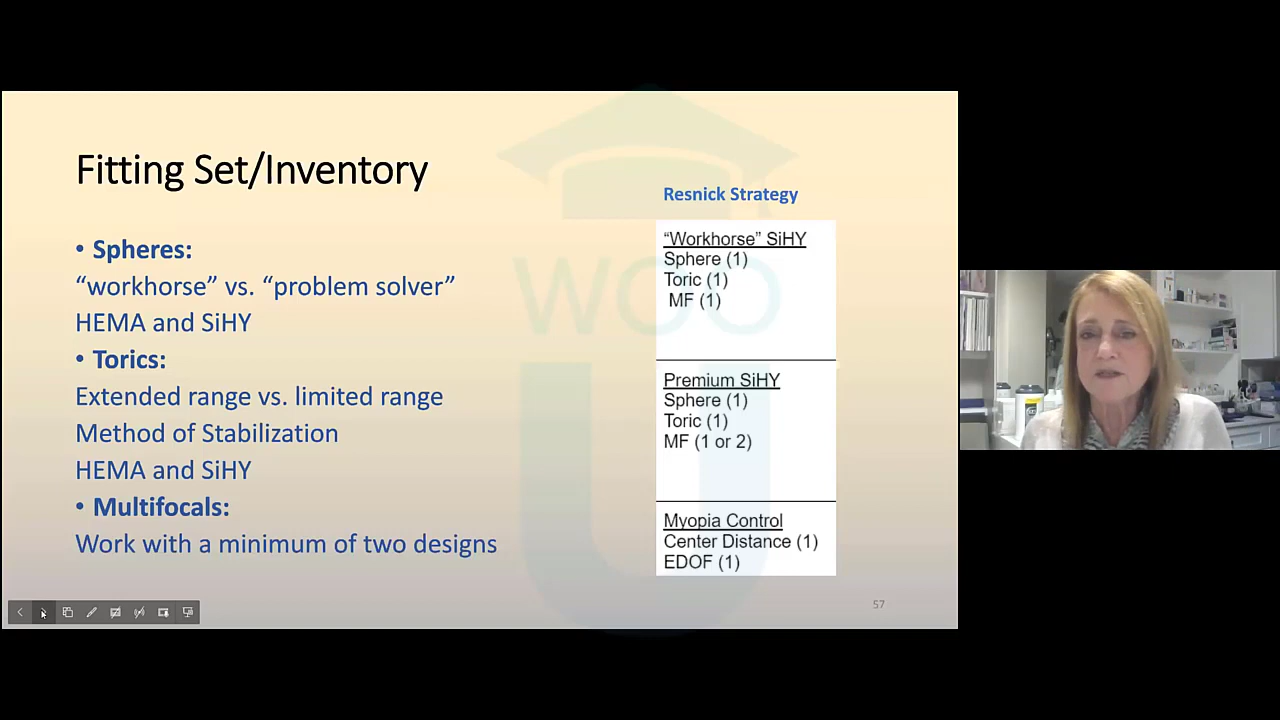 Fitting Set/Inventory
• Spheres:
“workhorse” vs. “problem solver”
HEMA and SiHY
• Torics:
Extended range vs. limited range
Method of Stabilization
HEMA and SiHY
• Multifocals:
Work with a minimum of two designs
Resnick Strategy
“Workhorse” SiHY
Sphere (1)
Toric (1)
MF (1)
Premium SiHY
Sphere (1)
Toric (1)
MF (1 or 2)
Myopia Control
Center Distance (1)
EDOF (1)
57
WOO
U